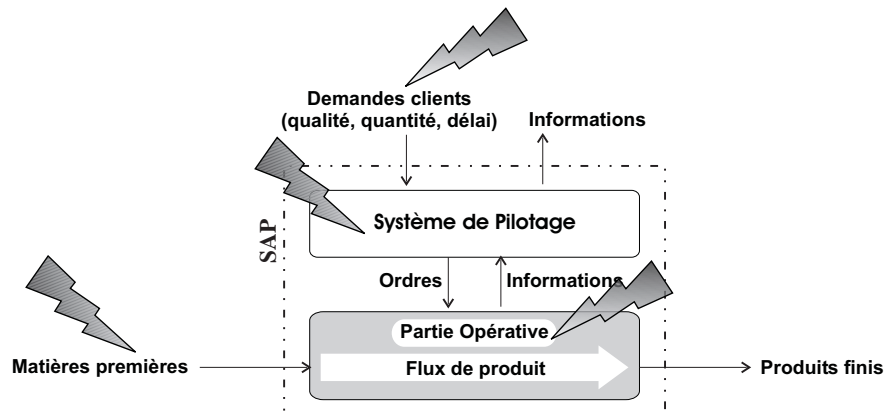 Demandes clients
(qualité, quantité, délai)
Informations
Système de Pilotage
SAP
Ordres
Informations
Partie Opérative
Matières premières
Flux de produit
Produits finis